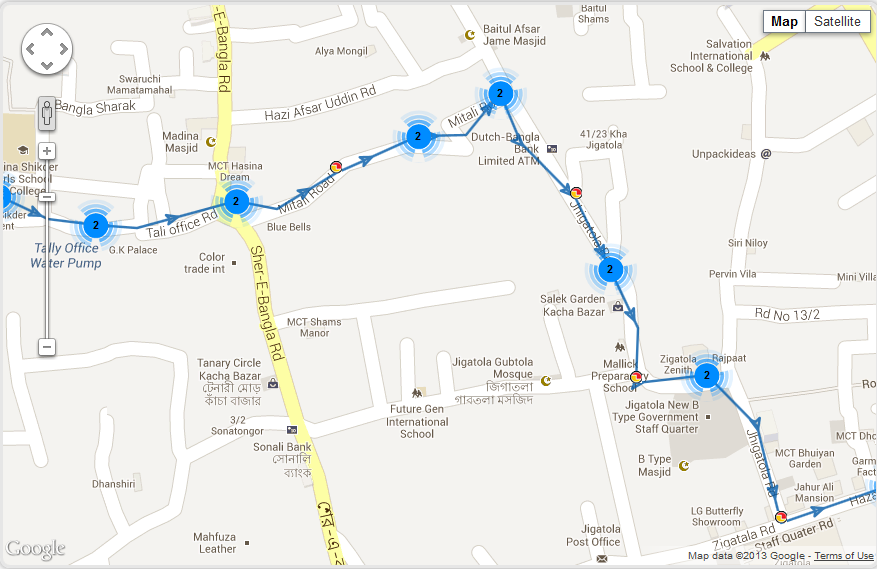 Map
Satellite
E-Bangla Rd
Baitul
Shams
Baitul Afsar
Jame Masjid
Alya Mongil
Salvation
International
School & College
Swaruchi
Mamatamahal
Bangla Sharak
Hazi Afsar Uddin Rd
Mitali R
2
2
Madina
Masjid
Dutch-Bangla
Bank
Limited ATM
41/23 Kha
Jigatola
Unpackideas
ina Shikder
rls School
College
MCT Hasina
Dream
Mitali Road
2
2
Shikder
ent
Tali office Rd
Blue Bells
Jhigatola
Tally Office
Water Pump
G.K Palace
Color
trade int
Sher-E-Bangla Rd
2
Siri Niloy
Pervin Vila
Mini Villa
Salek Garden
Kacha Bazar
Rd No 13/2
MCT Shams
Manor
Tanary Circle
Kacha Bazar
টেনারী মোড়
কাঁচা বাজার
Jigatola Gubtola
Mosque
জিগাতলা
গাবতলা মসজিদ
Mallick
Preparatory
School
Zigatola
Zenith
Rajpaat
2
Ro
Future Gen
International
School
Jigatola New B
Type Government
Staff Quarter
3/2
Sonatongor
Sonali Bank
সোনালি
ব্যাংক
B Type
Masjid
Jhigatola Rd
MCT Bhuiyan
Garden
MCT Dho
Garm
Fact
Dhanshiri
Jahur Ali
Mansion
Haza
LG Butterfly
Showroom
শের-এ-
Mahfuza
Leather
Jigatola
Post Office
Zigatala Rd
Staff Quater Rd
Zigatola
Google
Map data ©2013 Google - Terms of Use